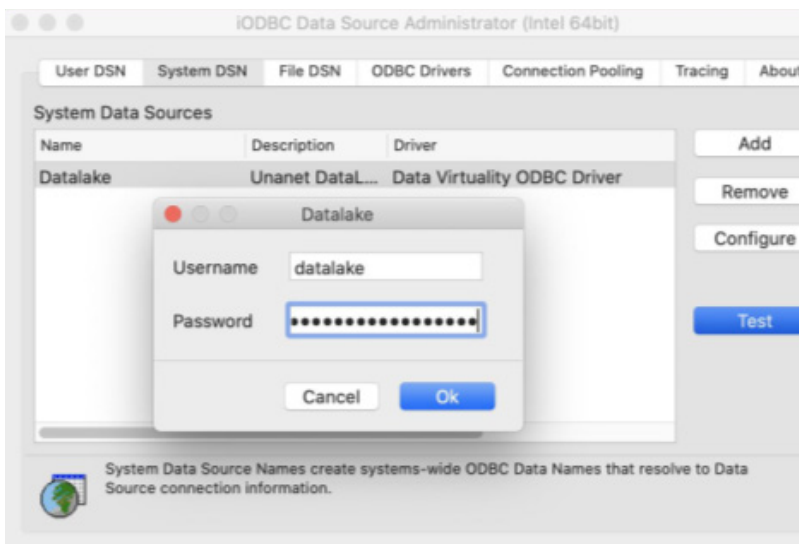 iODBC Data Source Administrator (Intel 64bit)
User DSN System DSN File DSN ODBC Drivers Connection Pooling Tracing About
System Data Sources
Name Description Driver
Add
Datalake Unanet DataL... Data Virtuality ODBC Driver
Remove
Datalake
Configure
Username datalake
Password •••••••••••••••••
Test
Cancel Ok
System Data Source Names create systems-wide ODBC Data Names that resolve to Data
Source connection information.